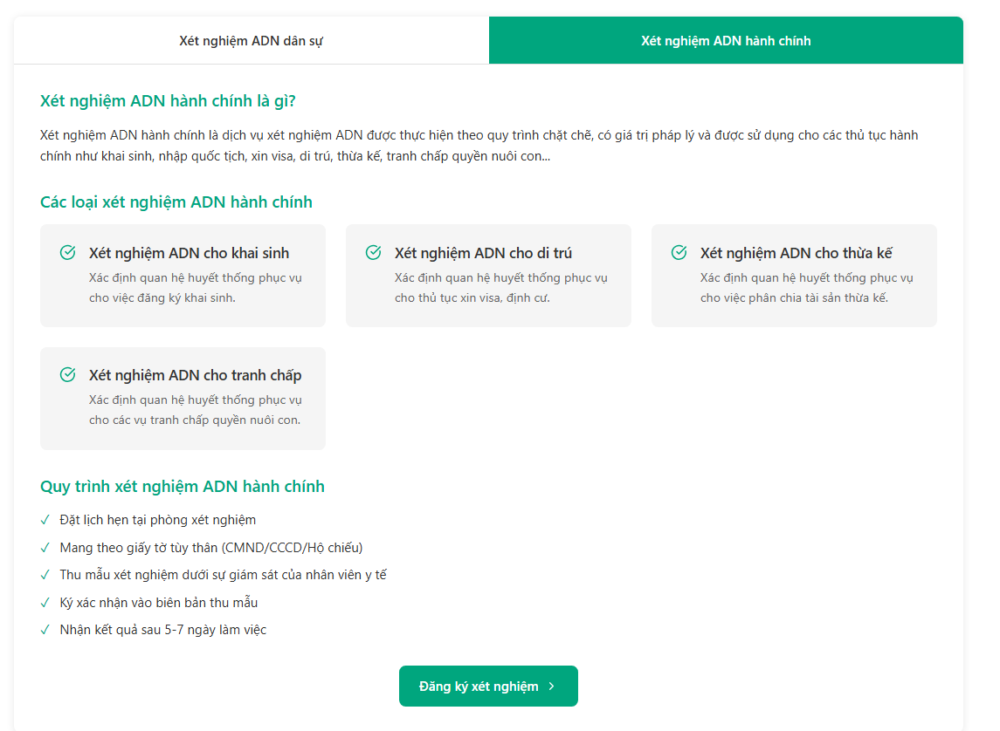 Xét nghiệm ADN dân sự
Xét nghiệm ADN hành chính
Xét nghiệm ADN hành chính là gì?
Xét nghiệm ADN hành chính là dịch vụ xét nghiệm ADN được thực hiện theo quy trình chặt chẽ, có giá trị pháp lý và được sử dụng cho các thủ tục hành
chính như khai sinh, nhập quốc tịch, xin visa, di trú, thừa kế, tranh chấp quyền nuôi con...
Các loại xét nghiệm ADN hành chính
Xét nghiệm ADN cho khai sinh
Xác định quan hệ huyết thống phục vụ
cho việc đăng ký khai sinh.
Xét nghiệm ADN cho di trú
Xác định quan hệ huyết thống phục vụ
cho thủ tục xin visa, định cư.
Xét nghiệm ADN cho thừa kế
Xác định quan hệ huyết thống phục vụ
cho việc phân chia tài sản thừa kế.
Xét nghiệm ADN cho tranh chấp
Xác định quan hệ huyết thống phục vụ
cho các vụ tranh chấp quyền nuôi con.
Quy trình xét nghiệm ADN hành chính
Đặt lịch hẹn tại phòng xét nghiệm
Mang theo giấy tờ tùy thân (CMND/CCCD/Hộ chiếu)
Thu mẫu xét nghiệm dưới sự giám sát của nhân viên y tế
Ký xác nhận vào biên bản thu mẫu
Nhận kết quả sau 5-7 ngày làm việc
Đăng ký xét nghiệm